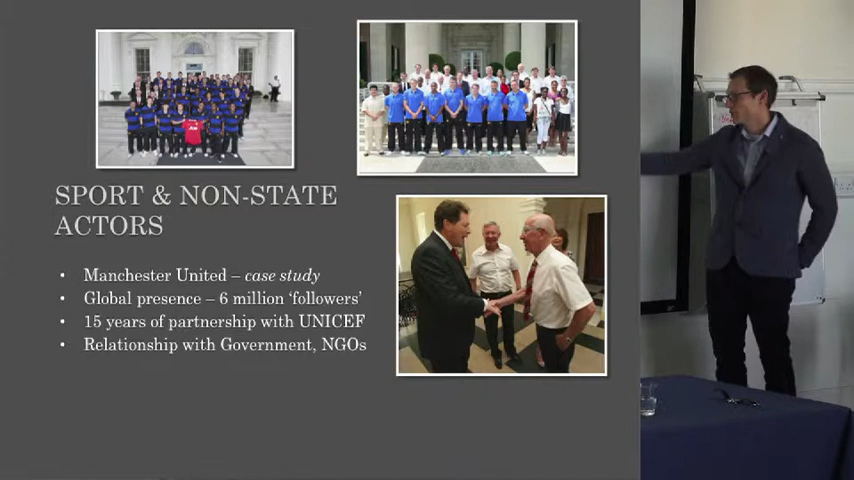 SPORT & NON-STATE
ACTORS
• Manchester United – case study
• Global presence – 6 million ‘followers’
• 15 years of partnership with UNICEF
• Relationship with Government, NGOs